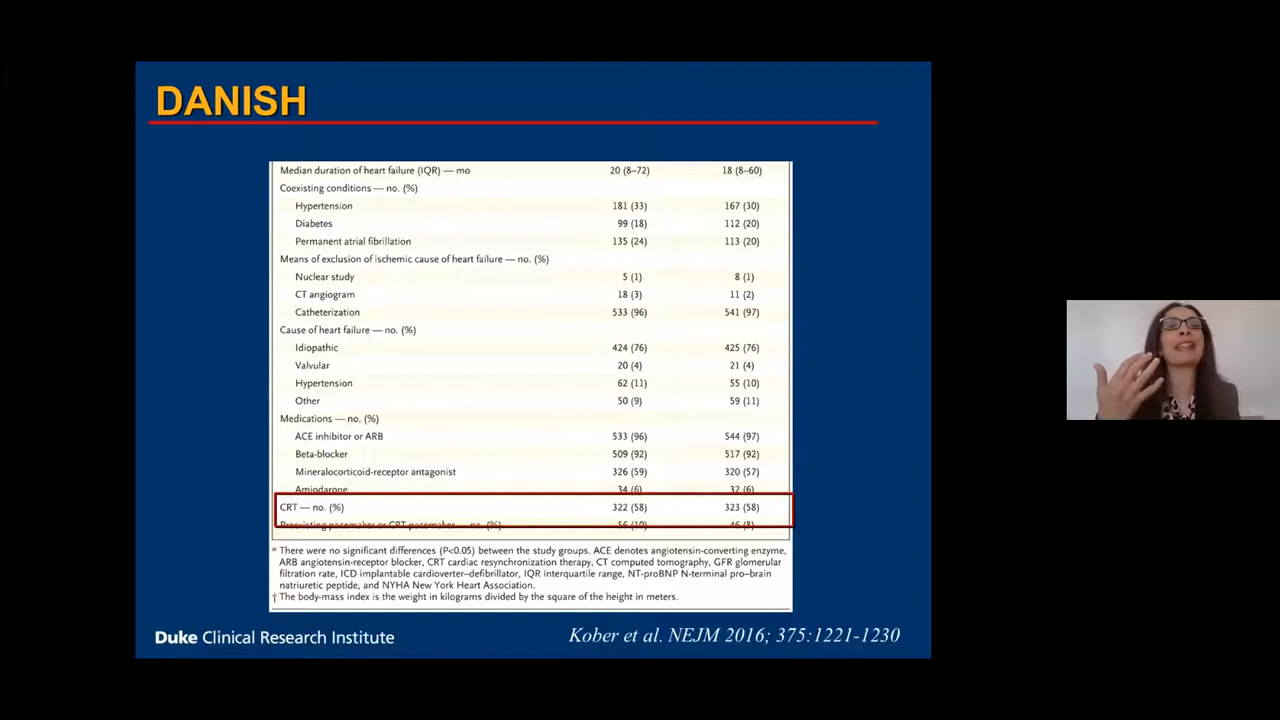 DANISH
Median duration of heart failure (IQR) — mo 20 (8–72) 18 (8–60)
Coexisting conditions — no. (%)
Hypertension 181 (33) 167 (30)
Diabetes 99 (18) 112 (20)
Permanent atrial fibrillation 135 (24) 113 (20)
Means of exclusion of ischemic cause of heart failure — no. (%)
Nuclear study 5 (1) 8 (1)
CT angiogram 18 (3) 11 (2)
Catheterization 533 (96) 541 (97)
Cause of heart failure — no. (%)
Idiopathic 424 (76) 425 (76)
Valvular 20 (4) 21 (4)
Hypertension 62 (11) 55 (10)
Other 50 (9) 59 (11)
Medications — no. (%)
ACE inhibitor or ARB 533 (96) 544 (97)
Beta-blocker 509 (92) 517 (92)
Mineralocorticoid-receptor antagonist 326 (59) 320 (57)
Amiodarone 34 (6) 32 (6)
CRT — no. (%) 322 (58) 323 (58)
Preexisting pacemaker or CRT pacemaker — no. (%) 56 (10) 46 (8)
* There were no significant differences (P<0.05) between the study groups. ACE denotes angiotensin-converting enzyme,
ARB angiotensin-receptor blocker, CRT cardiac resynchronization therapy, CT computed tomography, GFR glomerular
filtration rate, ICD implantable cardioverter–defibrillator, IQR interquartile range, NT-proBNP N-terminal pro–brain
natriuretic peptide, and NYHA New York Heart Association.
† The body-mass index is the weight in kilograms divided by the square of the height in meters.
Duke Clinical Research Institute
Kober et al. NEJM 2016; 375:1221-1230